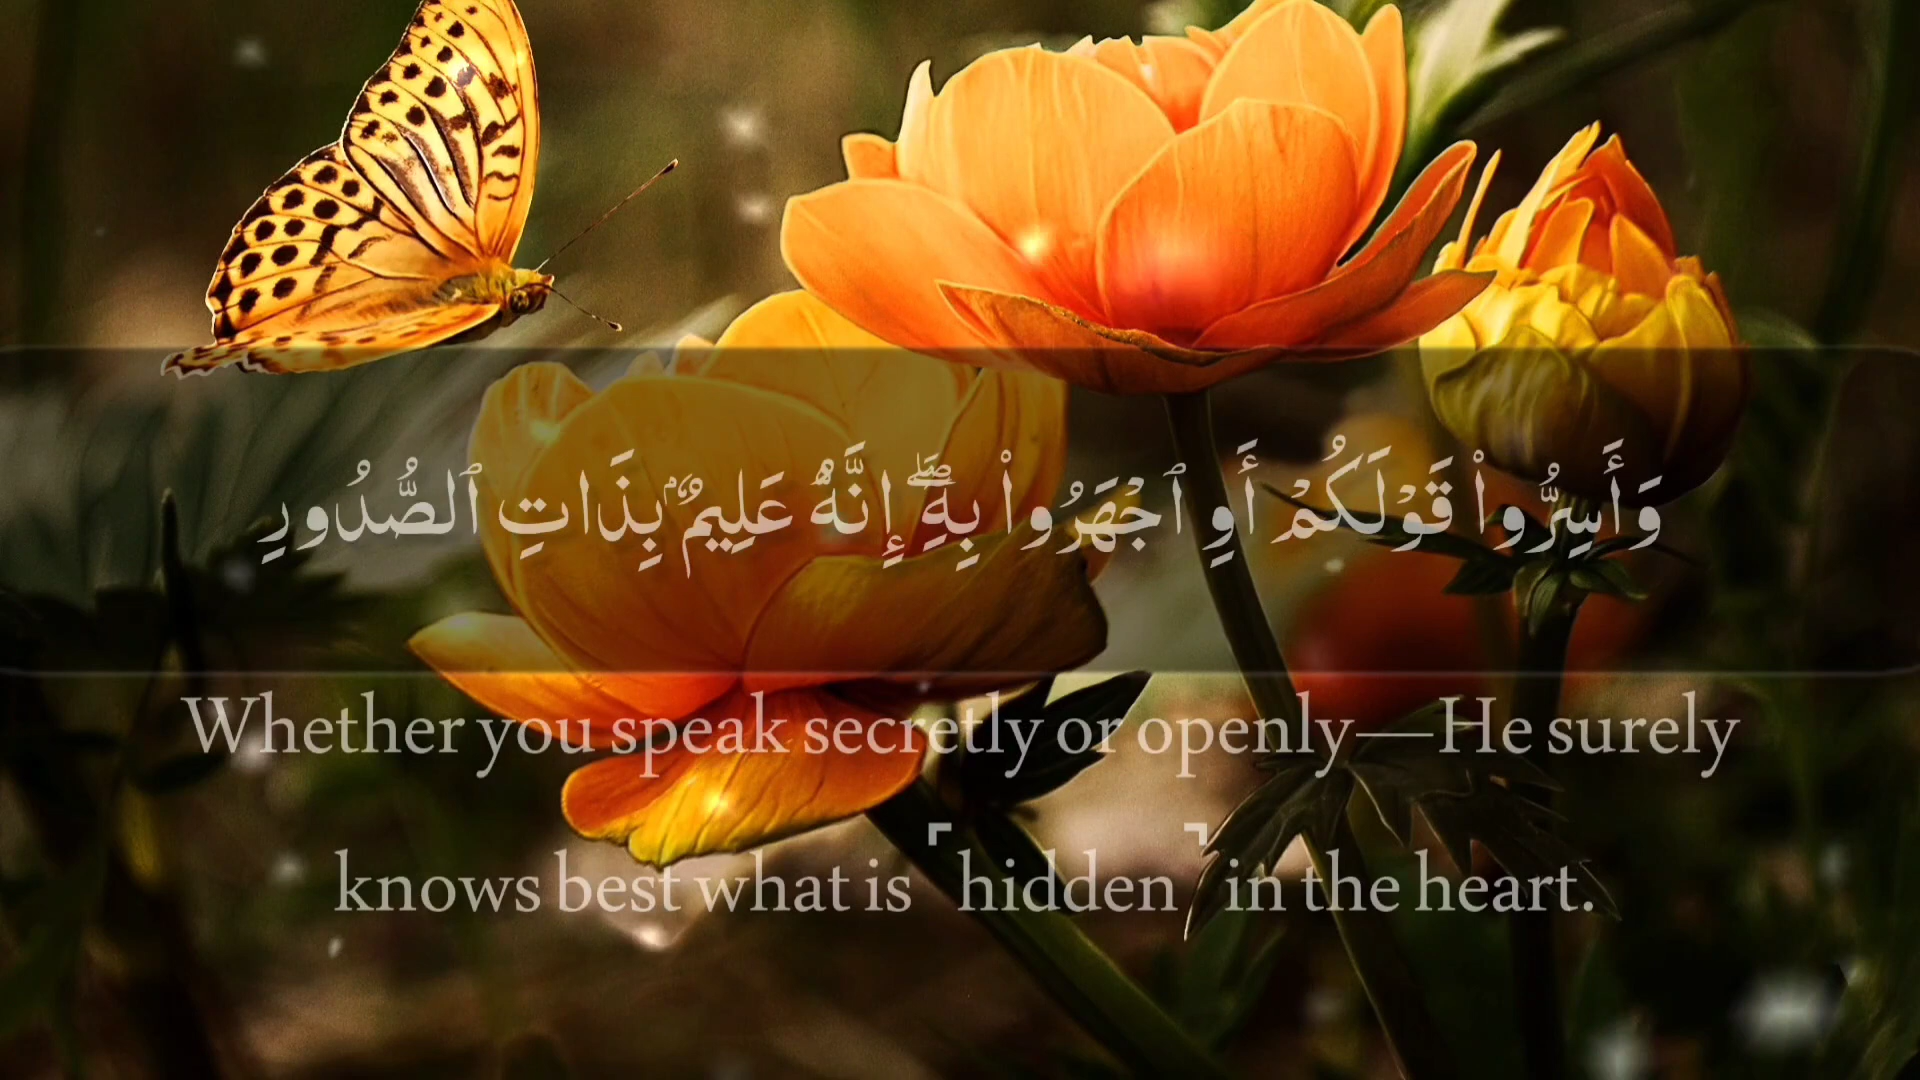 وَأَسِرُّوا۟ قَوْلَكُمْ أَوِ ٱجْهَرُوا۟ بِهِۦٓ ۖ إِنَّهُۥ عَلِيمٌۢ بِذَاتِ ٱلصُّدُورِ
Whether you speak secretly or openly—He surely
knows best what is ⌜hidden⌝ in the heart.